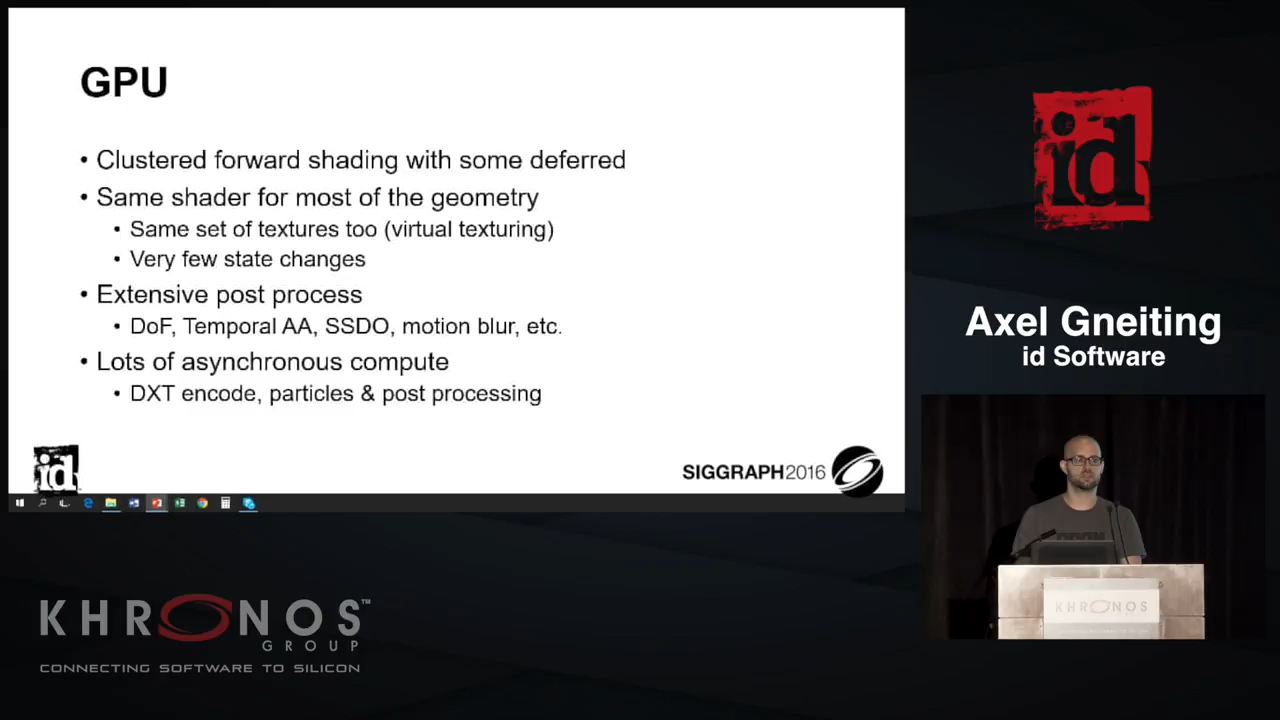 GPU
• Clustered forward shading with some deferred
• Same shader for most of the geometry
• Same set of textures too (virtual texturing)
• Very few state changes
• Extensive post process
• DoF, Temporal AA, SSDO, motion blur, etc.
• Lots of asynchronous compute
• DXT encode, particles & post processing
id
SIGGRAPH2016
id
Axel Gneiting
id Software
KHRONOS
KHRONOS™
GROUP
CONNECTING SOFTWARE TO SILICON